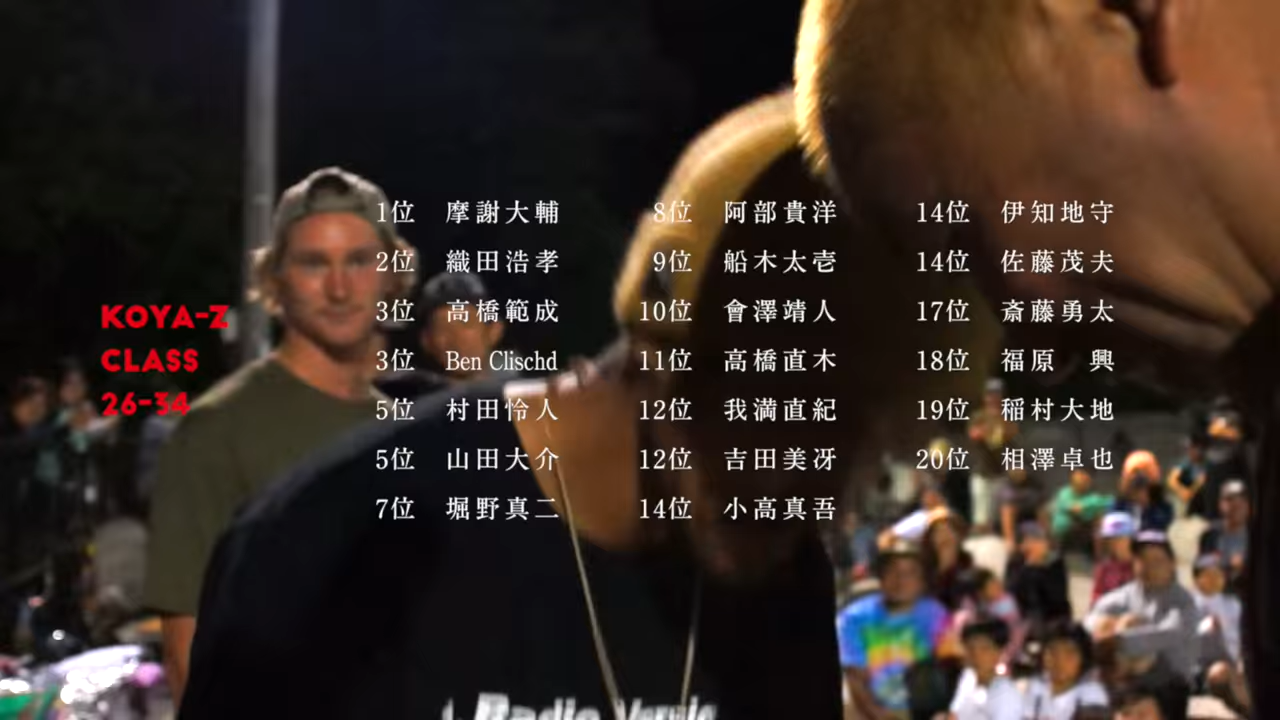 KOYA-Z
CLASS
26-34
1位 摩謝大輔
2位 織田浩孝
3位 高橋範成
3位 Ben Clischd
5位 村田怜人
5位 山田大介
7位 堀野真二
8位 阿部貴洋
9位 船木太壱
10位 會澤靖人
11位 高橋直木
12位 我満直紀
12位 吉田美冴
14位 小高真吾
14位 伊知地守
14位 佐藤茂夫
17位 斎藤勇太
18位 福原　興
19位 稲村大地
20位 相澤卓也
Radio